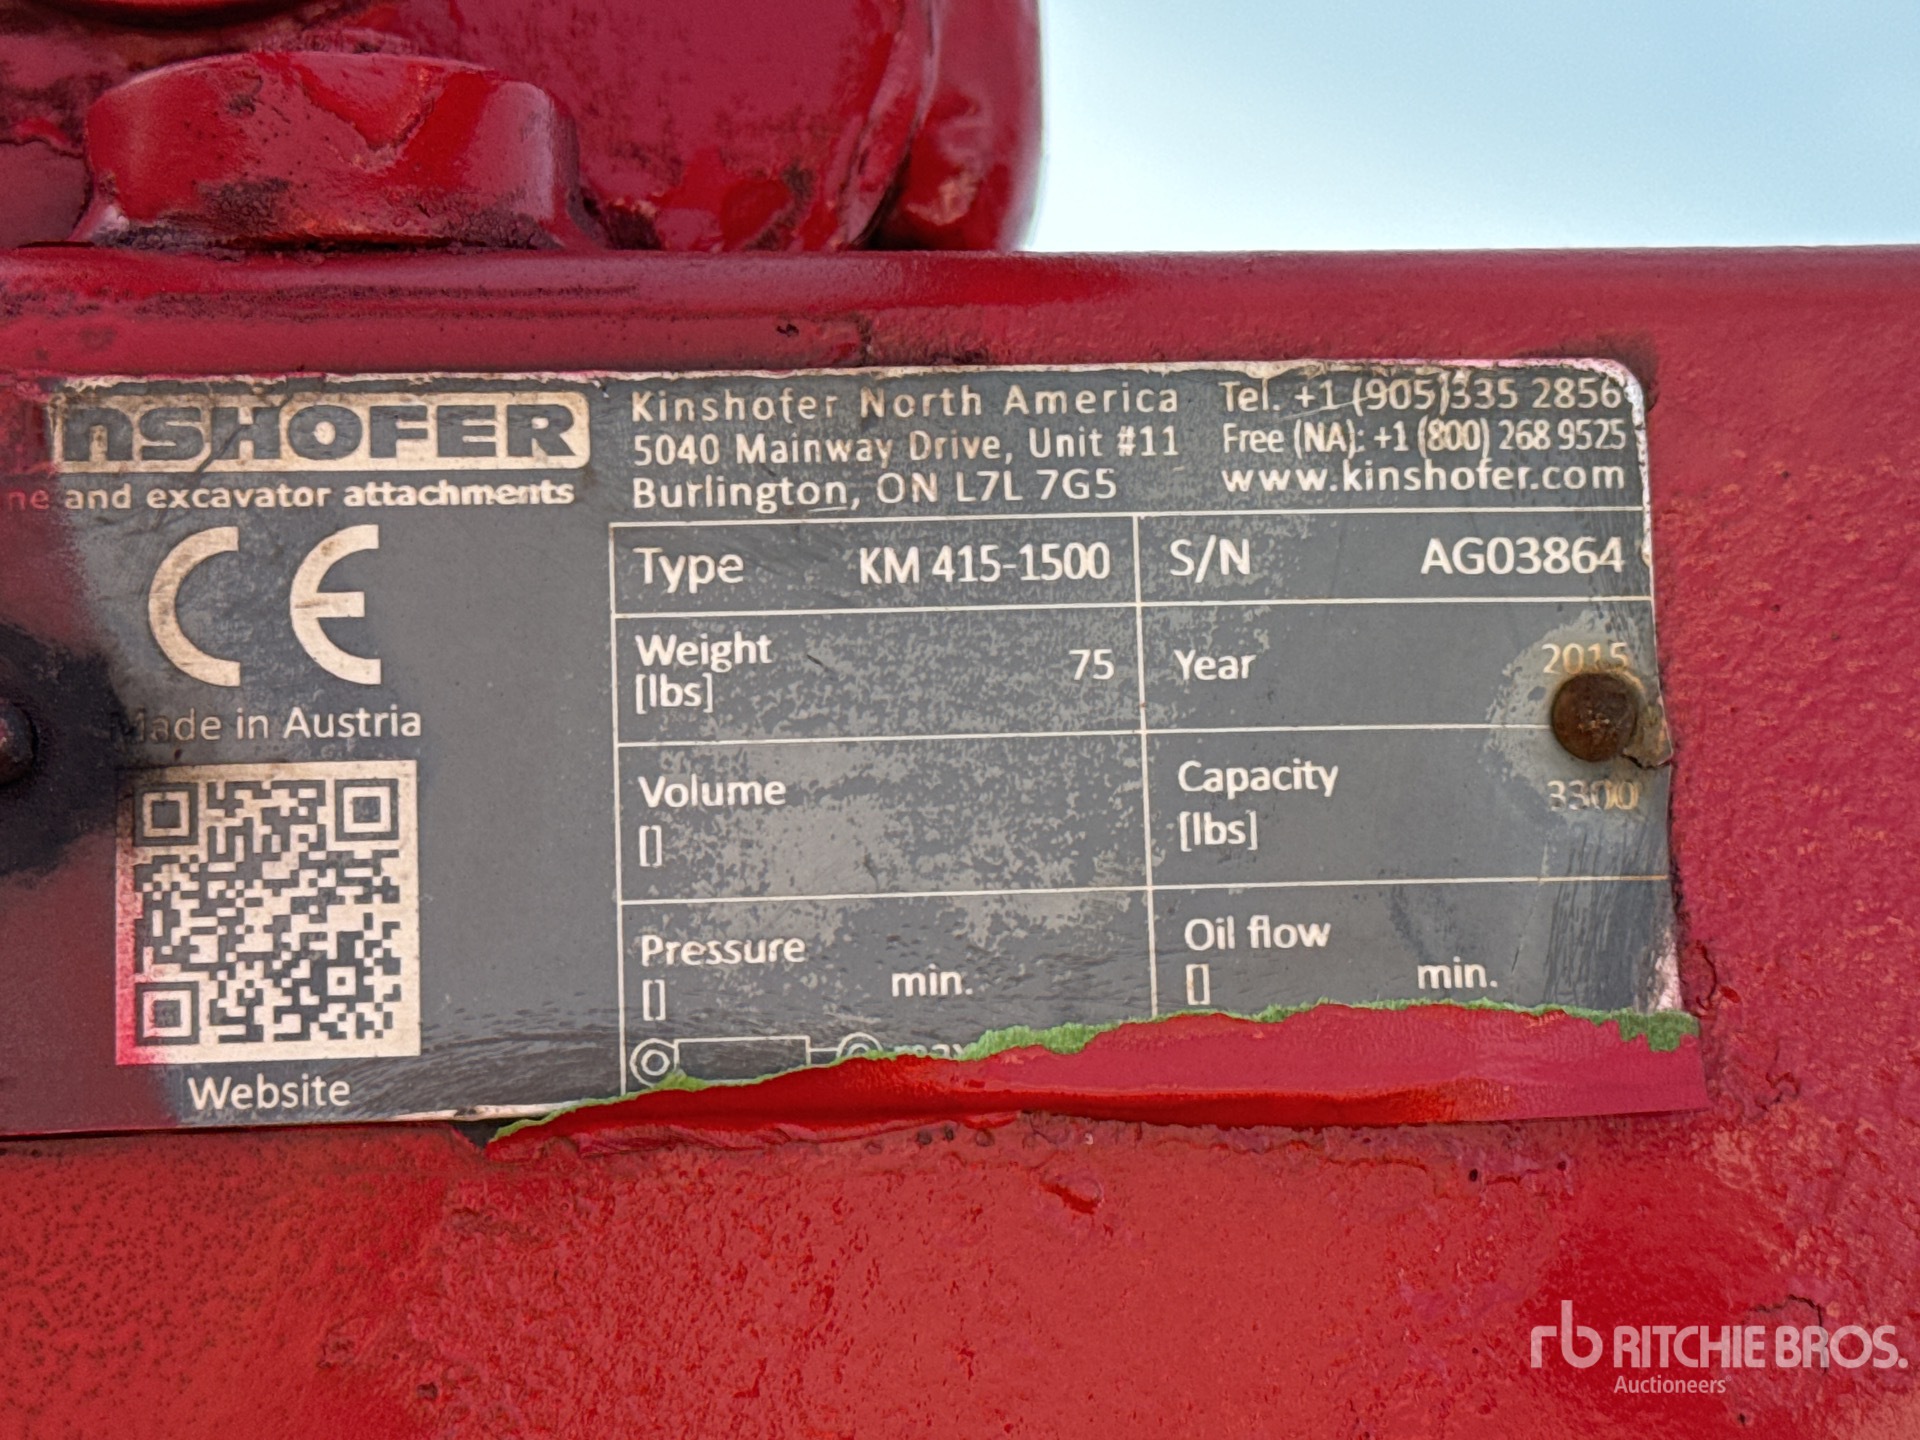 NSHOFER
ne and excavator attachments
Kinshofer North America
5040 Mainway Drive, Unit #11
Burlington, ON L7L 7G5
Tel. +1 (905)335 2856
Free (NA): +1 (800) 268 9525
www.kinshofer.com
CE
Made in Austria
Website
Type KM 415-1500
S/N AG03864
Weight [lbs] 75
Year 2015
Volume []
Capacity [lbs] 3300
Pressure [] min.
Oil flow [] min.
max
rb RITCHIE BROS.
Auctioneers